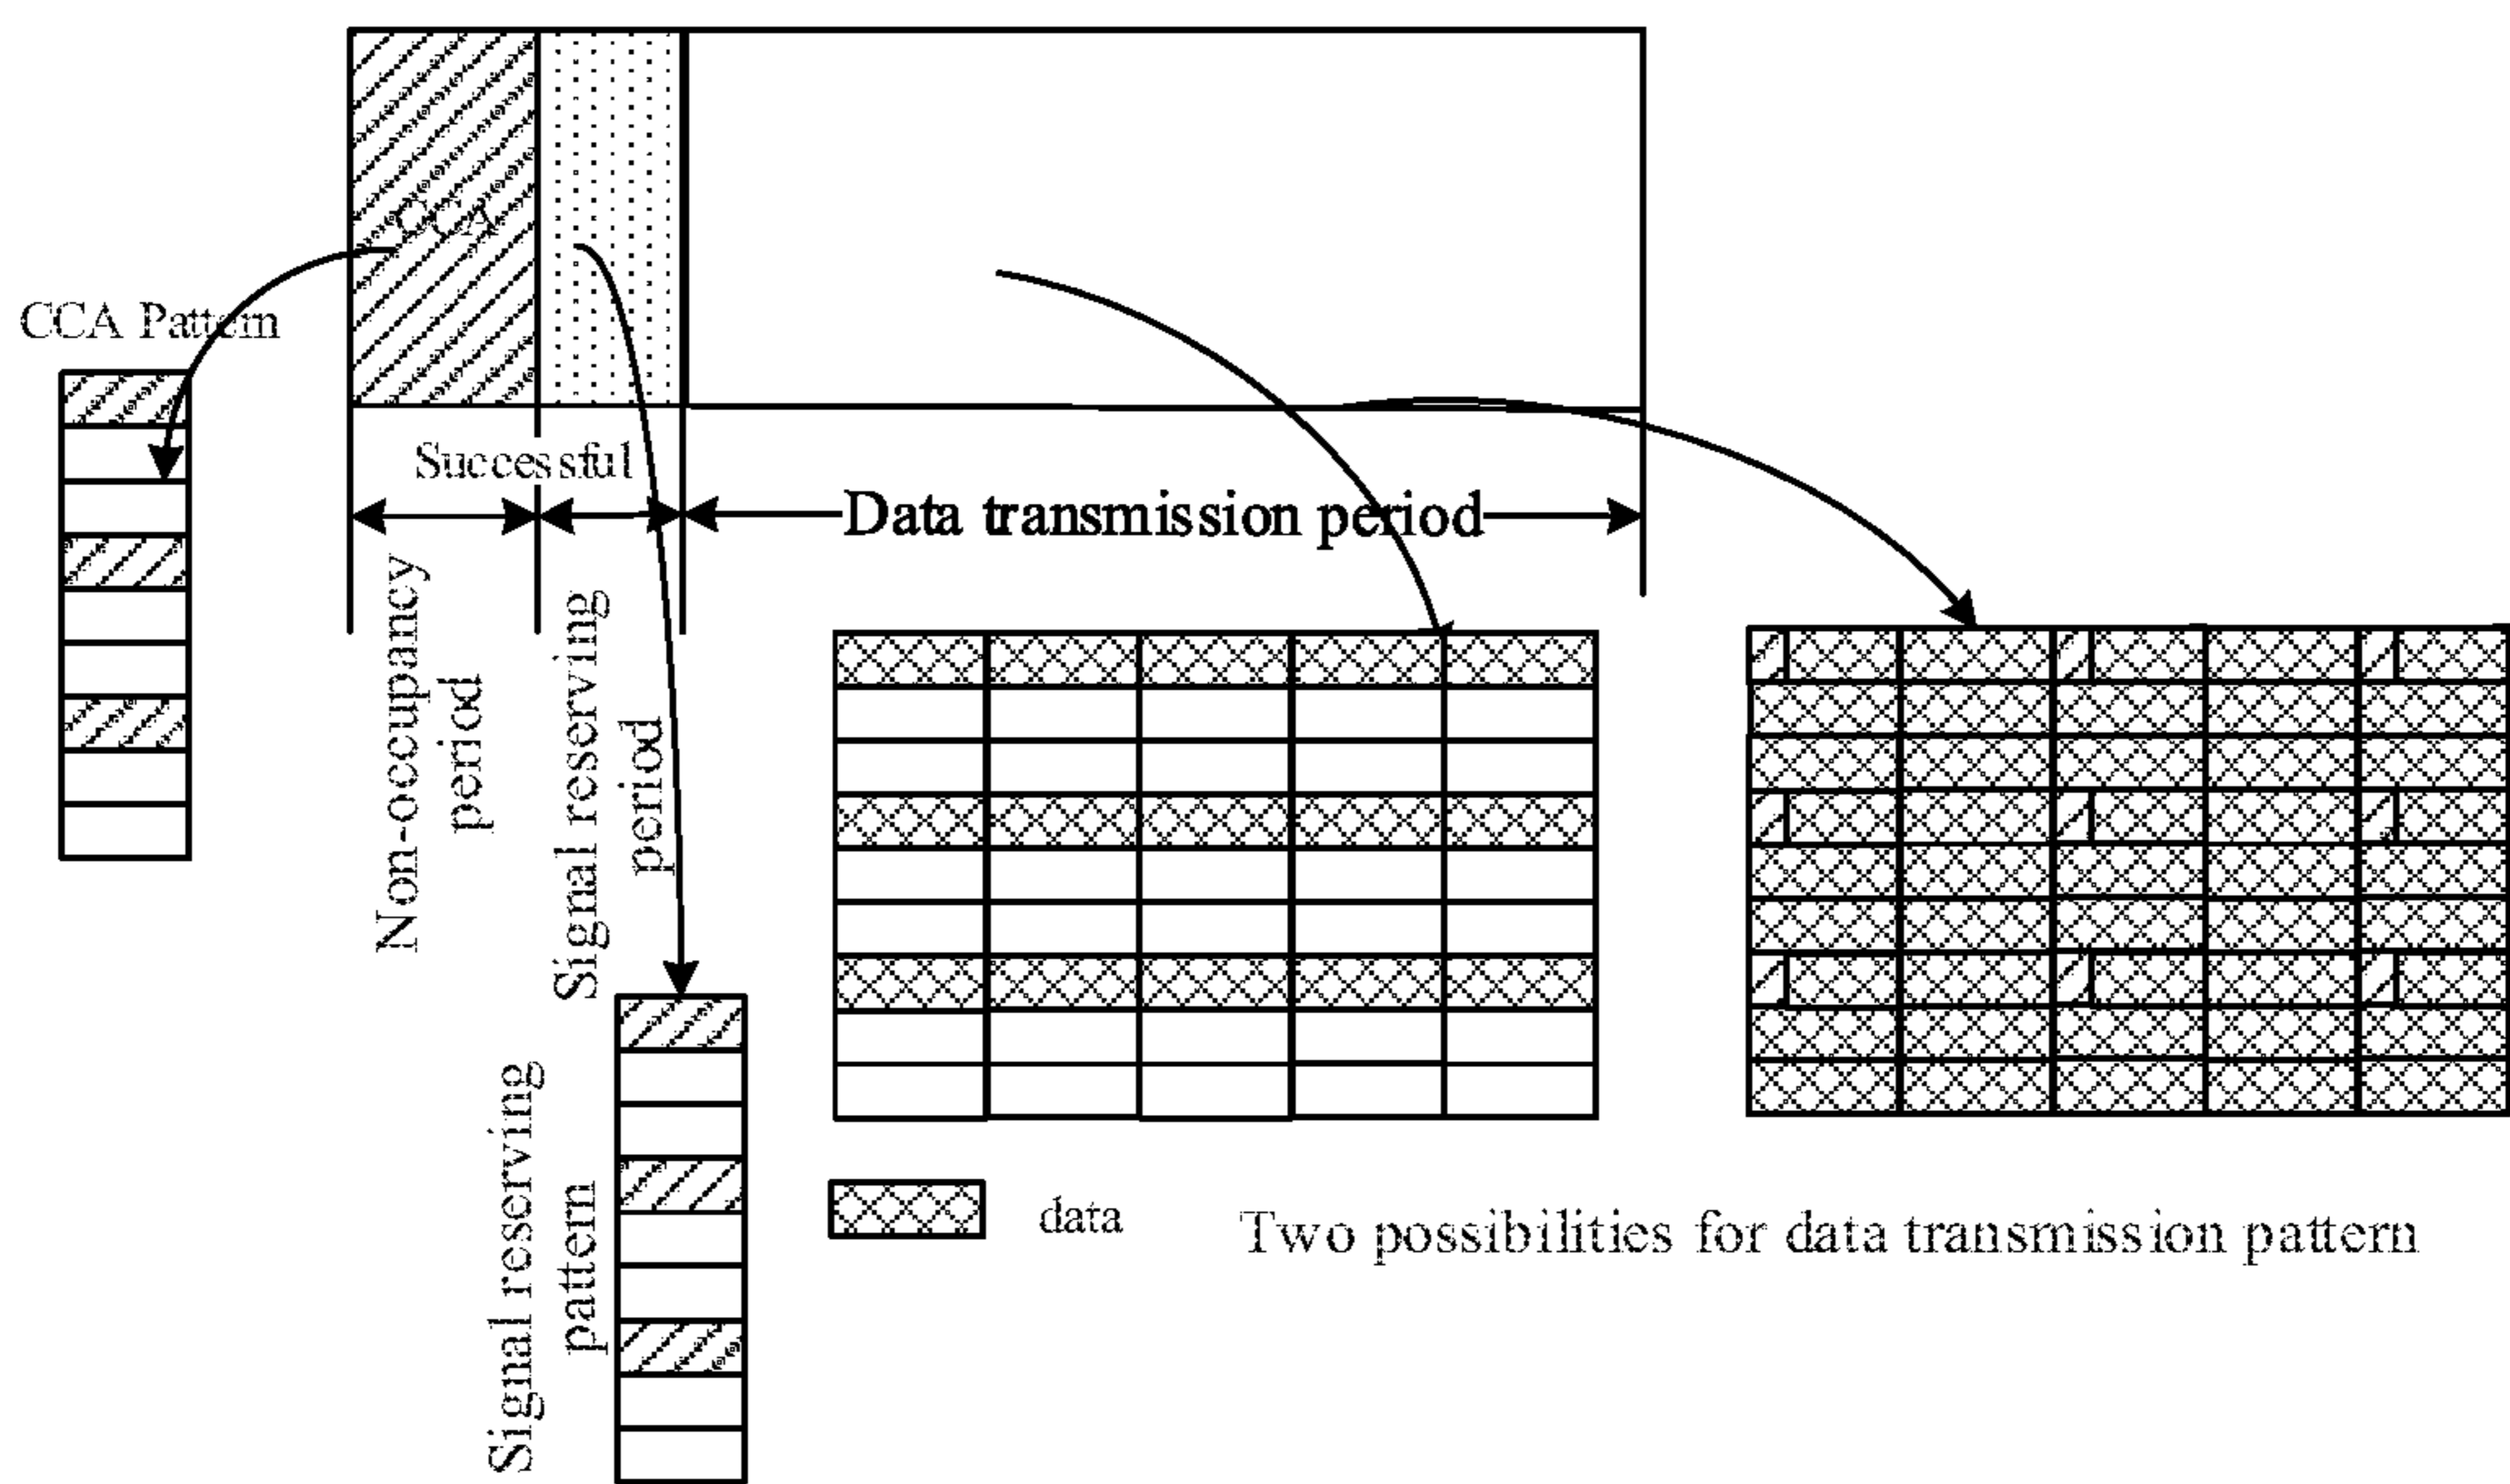 CCA
CCA Pattern
Successful
Data transmission period
Non-occupancy
period
Signal reserving
period
Signal reserving
pattern
data
Two possibilities for data transmission pattern